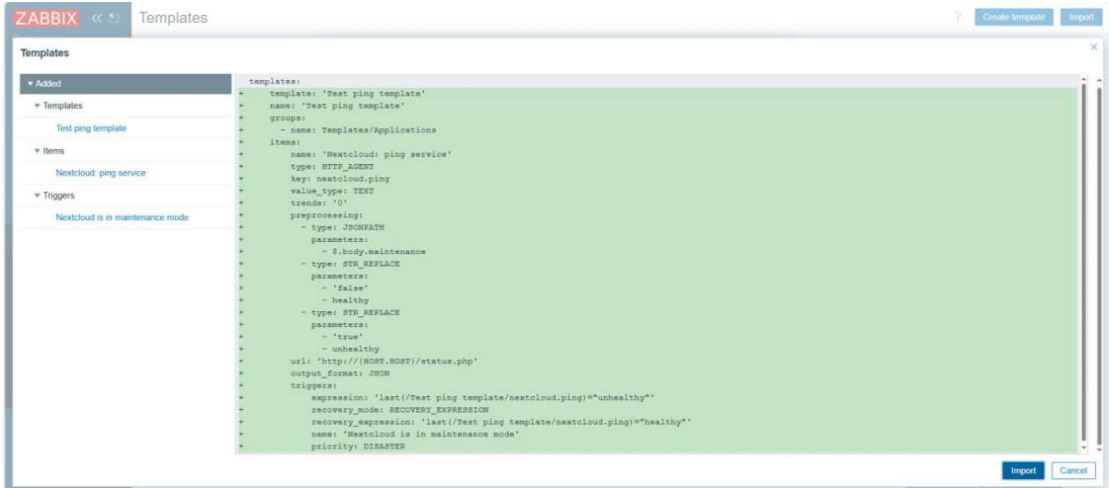 ZABBIX
Templates
?
Create template
Import
Templates
×
Added
Templates
Test ping template
Items
Nextcloud: ping service
Triggers
Nextcloud is in maintenance mode
templates:
+ template: 'Test ping template'
+ name: 'Test ping template'
+ groups:
+ - name: Templates/Applications
+ items:
+ name: 'Nextcloud: ping service'
+ type: HTTP_AGENT
+ key: nextcloud.ping
+ value_type: TEXT
+ trends: '0'
+ preprocessing:
+ - type: JSONPATH
+ parameters:
+ - $.body.maintenance
+ - type: STR_REPLACE
+ parameters:
+ - 'false'
+ - healthy
+ - type: STR_REPLACE
+ parameters:
+ - 'true'
+ - unhealthy
+ url: 'http://{HOST.HOST}/status.php'
+ output_format: JSON
+ triggers:
+ expression: 'last(/Test ping template/nextcloud.ping)="unhealthy"'
+ recovery_mode: RECOVERY_EXPRESSION
+ recovery_expression: 'last(/Test ping template/nextcloud.ping)="healthy"'
+ name: 'Nextcloud is in maintenance mode'
+ priority: DISASTER
Import
Cancel